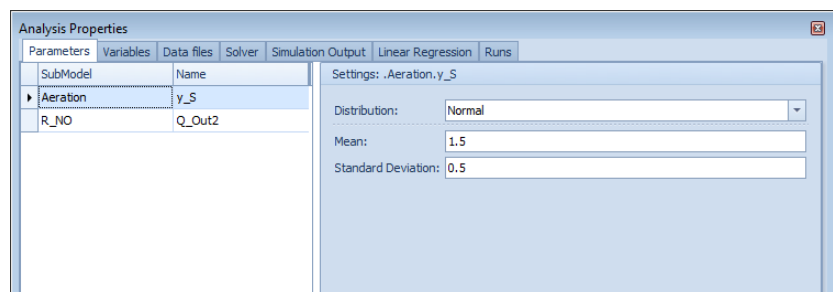 Analysis Properties
Parameters Variables Data files Solver Simulation Output Linear Regression Runs
SubModel Name
Aeration y_S
R_NO Q_Out2
Settings: .Aeration.y_S
Distribution: Normal
Mean: 1.5
Standard Deviation: 0.5